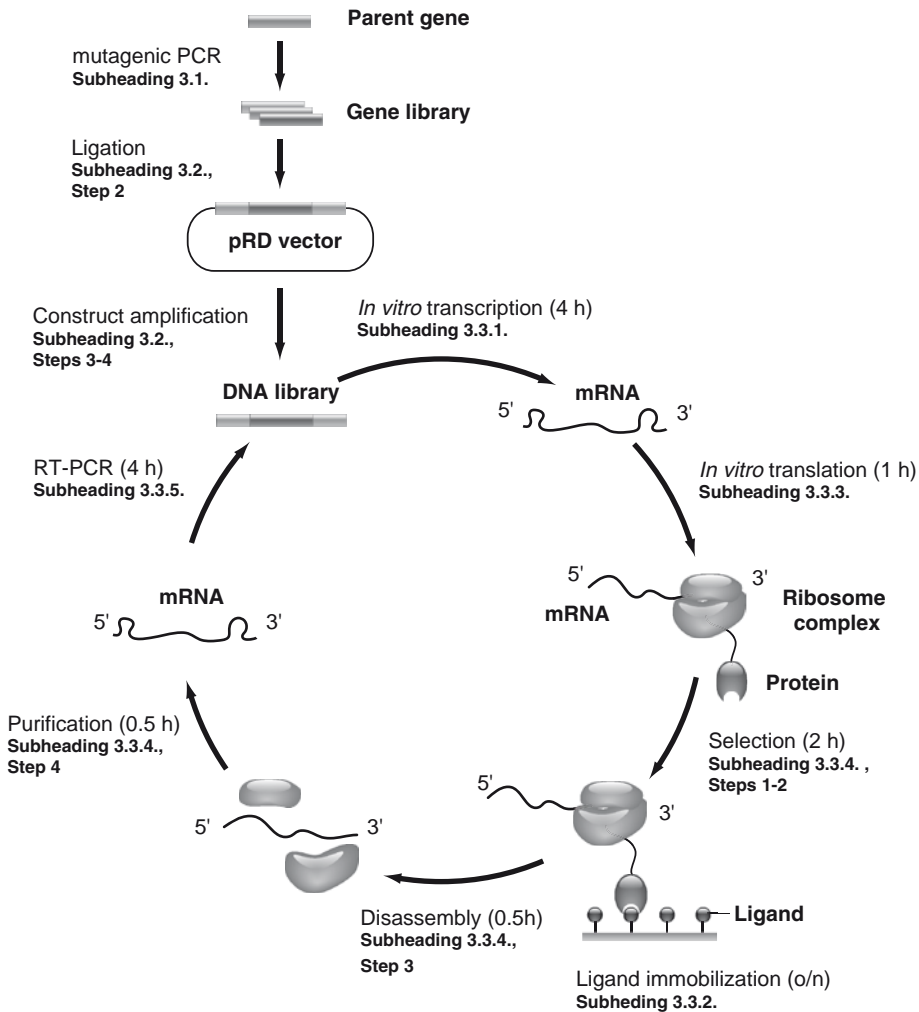 Parent gene
mutagenic PCR
Subheading 3.1.
Gene library
Ligation
Subheading 3.2.,
Step 2
pRD vector
Construct amplification
Subheading 3.2.,
Steps 3-4
In vitro transcription (4 h)
Subheading 3.3.1.
DNA library
mRNA
5'
3'
RT-PCR (4 h)
Subheading 3.3.5.
In vitro translation (1 h)
Subheading 3.3.3.
5'
3'
mRNA
Ribosome
complex
Protein
mRNA
5'
3'
Selection (2 h)
Subheading 3.3.4. ,
Steps 1-2
Purification (0.5 h)
Subheading 3.3.4.,
Step 4
5'
3'
5'
3'
Disassembly (0.5h)
Subheading 3.3.4.,
Step 3
Ligand
Ligand immobilization (o/n)
Subheding 3.3.2.